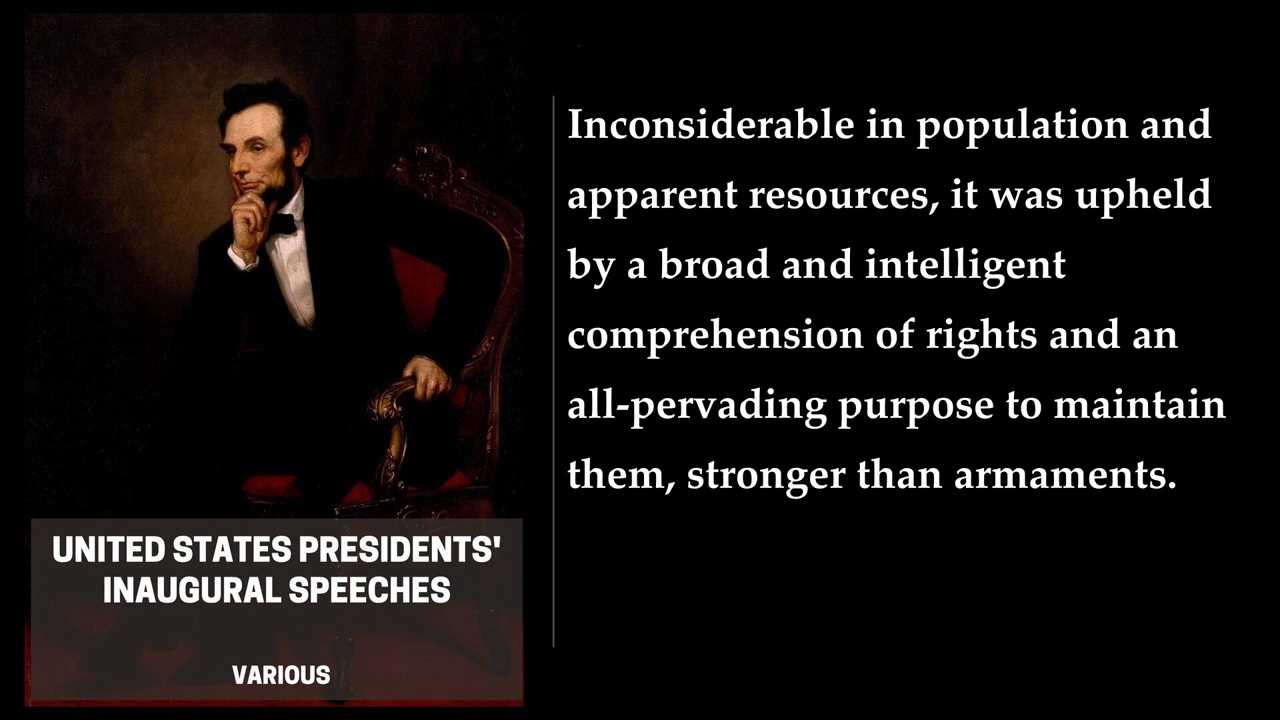 Inconsiderable in population and
apparent resources, it was upheld
by a broad and intelligent
comprehension of rights and an
all-pervading purpose to maintain
them, stronger than armaments.
UNITED STATES PRESIDENTS'
INAUGURAL SPEECHES
VARIOUS